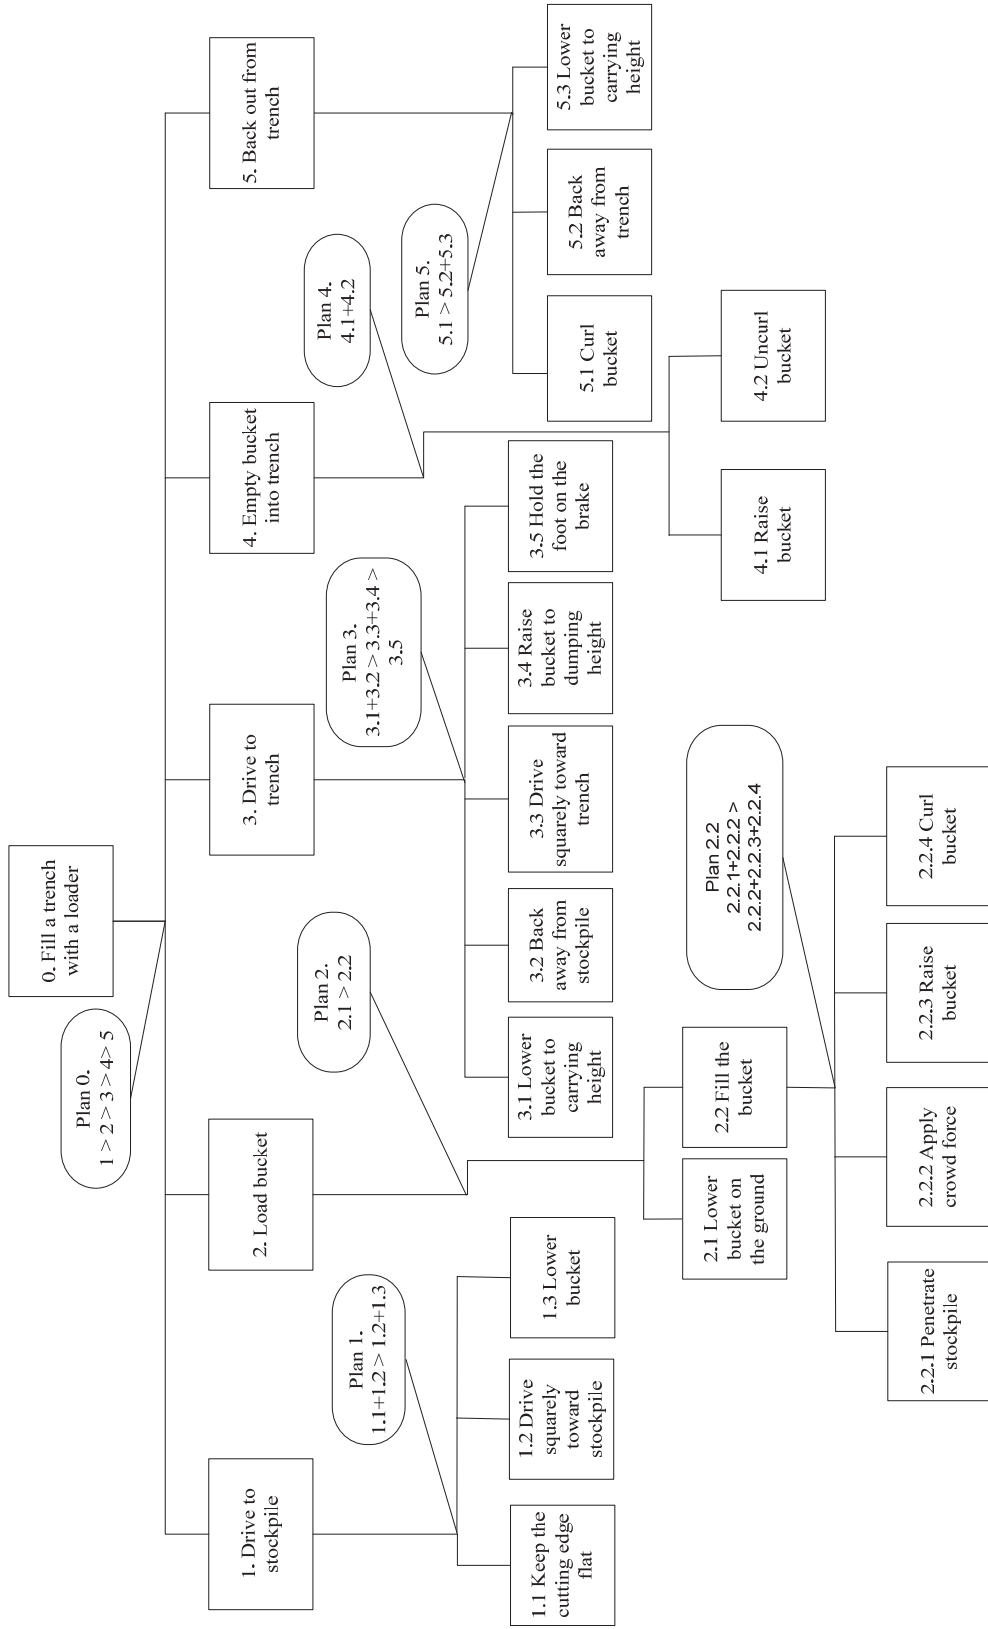 0. Fill a trench
with a loader
Plan 0.
1 > 2 > 3 > 4> 5
1. Drive to
stockpile
2. Load bucket
3. Drive to
trench
4. Empty bucket
into trench
5. Back out from
trench
Plan 1.
1.1+1.2 > 1.2+1.3
1.1 Keep the
cutting edge
flat
1.2 Drive
squarely
toward
stockpile
1.3 Lower
bucket
Plan 2.
2.1 > 2.2
2.1 Lower
bucket on
the ground
2.2 Fill the
bucket
Plan 2.2
2.2.1+2.2.2 >
2.2.2+2.2.3+2.2.4
2.2.1 Penetrate
stockpile
2.2.2 Apply
crowd force
2.2.3 Raise
bucket
2.2.4 Curl
bucket
Plan 3.
3.1+3.2 > 3.3+3.4 >
3.5
3.1 Lower
bucket to
carrying
height
3.2 Back
away from
stockpile
3.3 Drive
squarely toward
trench
3.4 Raise
bucket to
dumping
height
3.5 Hold the
foot on the
brake
Plan 4.
4.1+4.2
4.1 Raise
bucket
4.2 Uncurl
bucket
Plan 5.
5.1 > 5.2+5.3
5.1 Curl
bucket
5.2 Back
away from
trench
5.3 Lower
bucket to
carrying
height